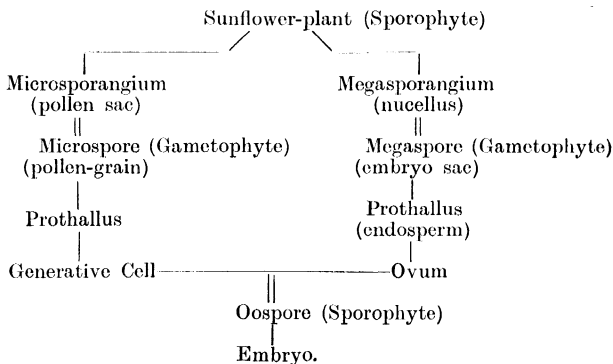 Sunflower-plant (Sporophyte)
Microsporangium
(pollen sac)
Megasporangium
(nucellus)
Microspore (Gametophyte)
(pollen-grain)
Megaspore (Gametophyte)
(embryo sac)
Prothallus
Prothallus
(endosperm)
Generative Cell
Ovum
Oospore (Sporophyte)
Embryo.